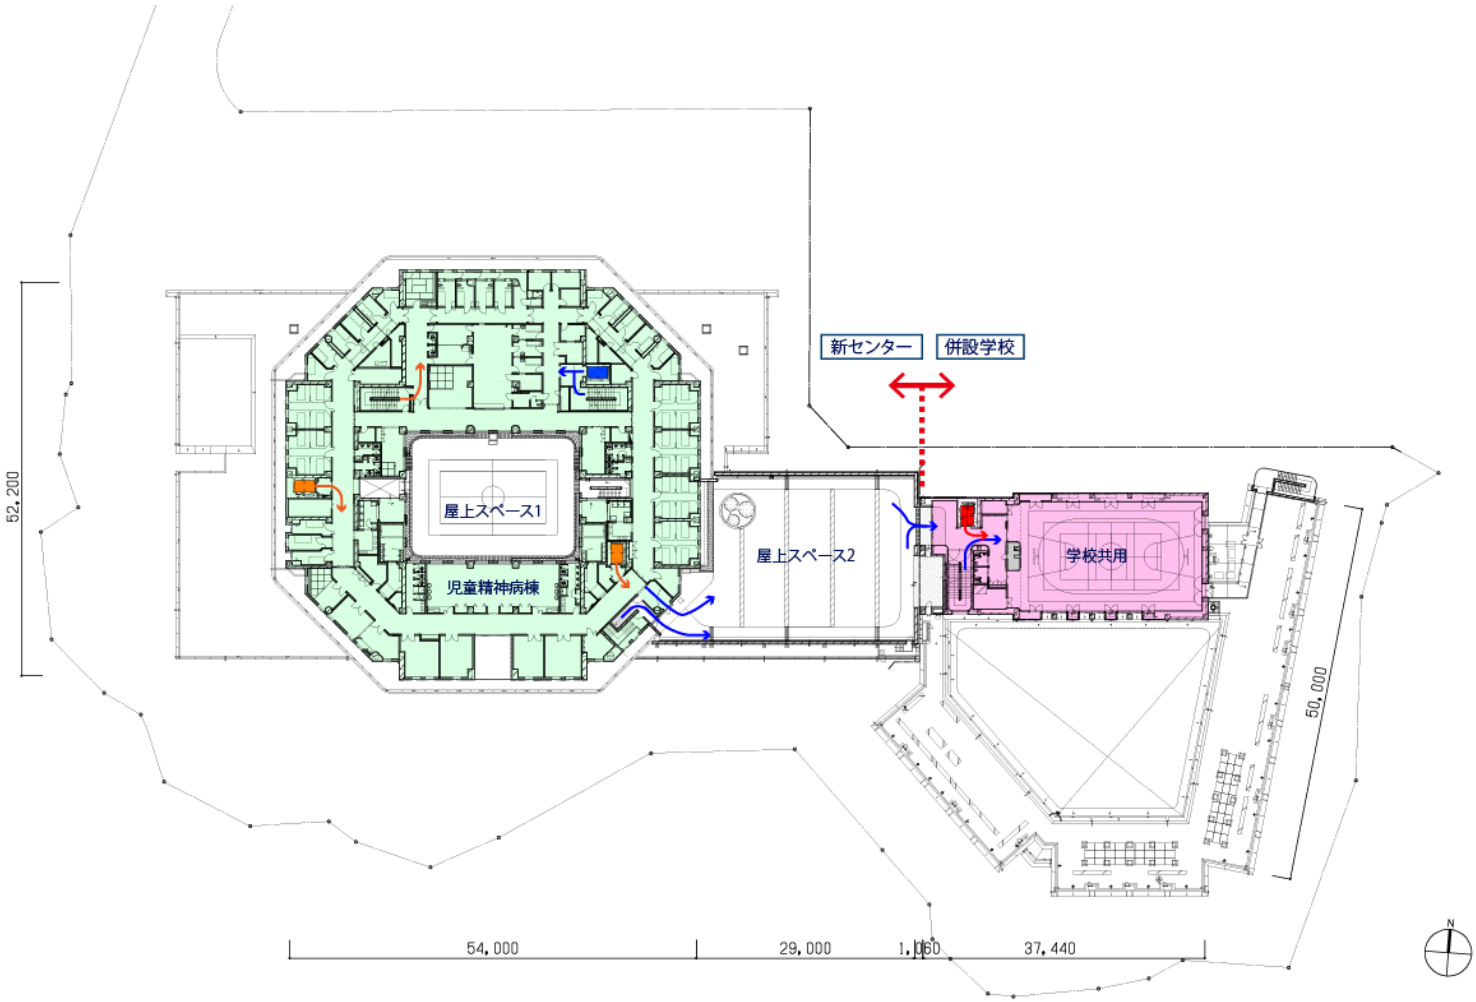 新センター
併設学校
52,200
屋上スペース1
児童精神病棟
屋上スペース2
学校共用
50,000
54,000
29,000
1,060
37,440
N